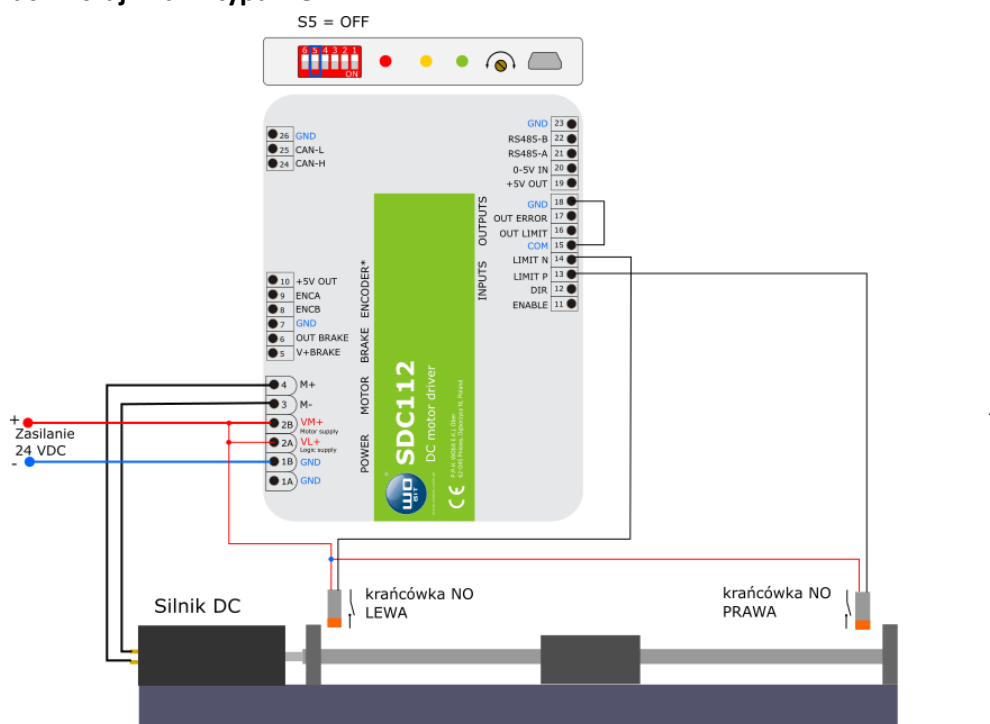 S5 = OFF
6 5 4 3 2 1
ON
26 GND
25 CAN-L
24 CAN-H
GND 23
RS485-B 22
RS485-A 21
0-5V IN 20
+5V OUT 19
GND 18
OUT ERROR 17
OUT LIMIT 16
COM 15
LIMIT N 14
LIMIT P 13
DIR 12
ENABLE 11
OUTPUTS
INPUTS
10 +5V OUT
9 ENCA
8 ENCB
7 GND
6 OUT BRAKE
5 V+BRAKE
4 M+
3 M-
2B VM+
Motor supply
2A VL+
Logic supply
1B GND
1A GND
ENCODER*
BRAKE
MOTOR
POWER
SDC112
DC motor driver
WObit
CE
+
Zasilanie
24 VDC
-
krańcówka NO
LEWA
krańcówka NO
PRAWA
Silnik DC